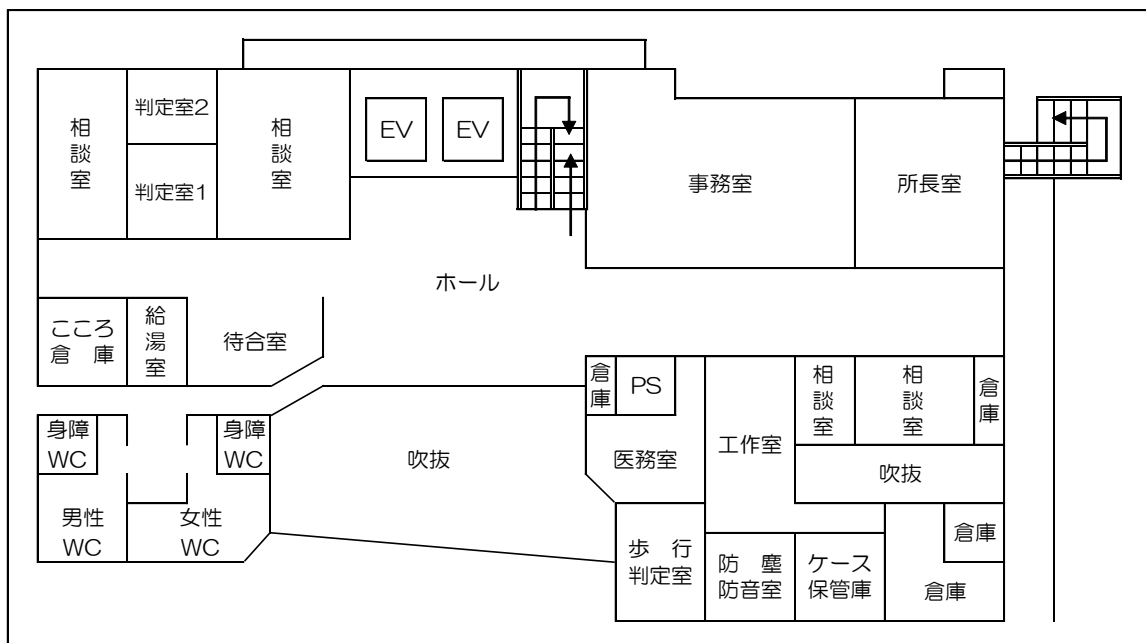 相談室
判定室2
判定室1
相談室
EV
EV
事務室
所長室
ホール
こころ
倉　庫
給湯室
待合室
倉庫
PS
相談室
相談室
倉庫
身障
WC
身障
WC
吹抜
医務室
工作室
吹抜
男性
WC
女性
WC
歩　行
判定室
防　塵
防音室
ケース
保管庫
倉庫
倉庫